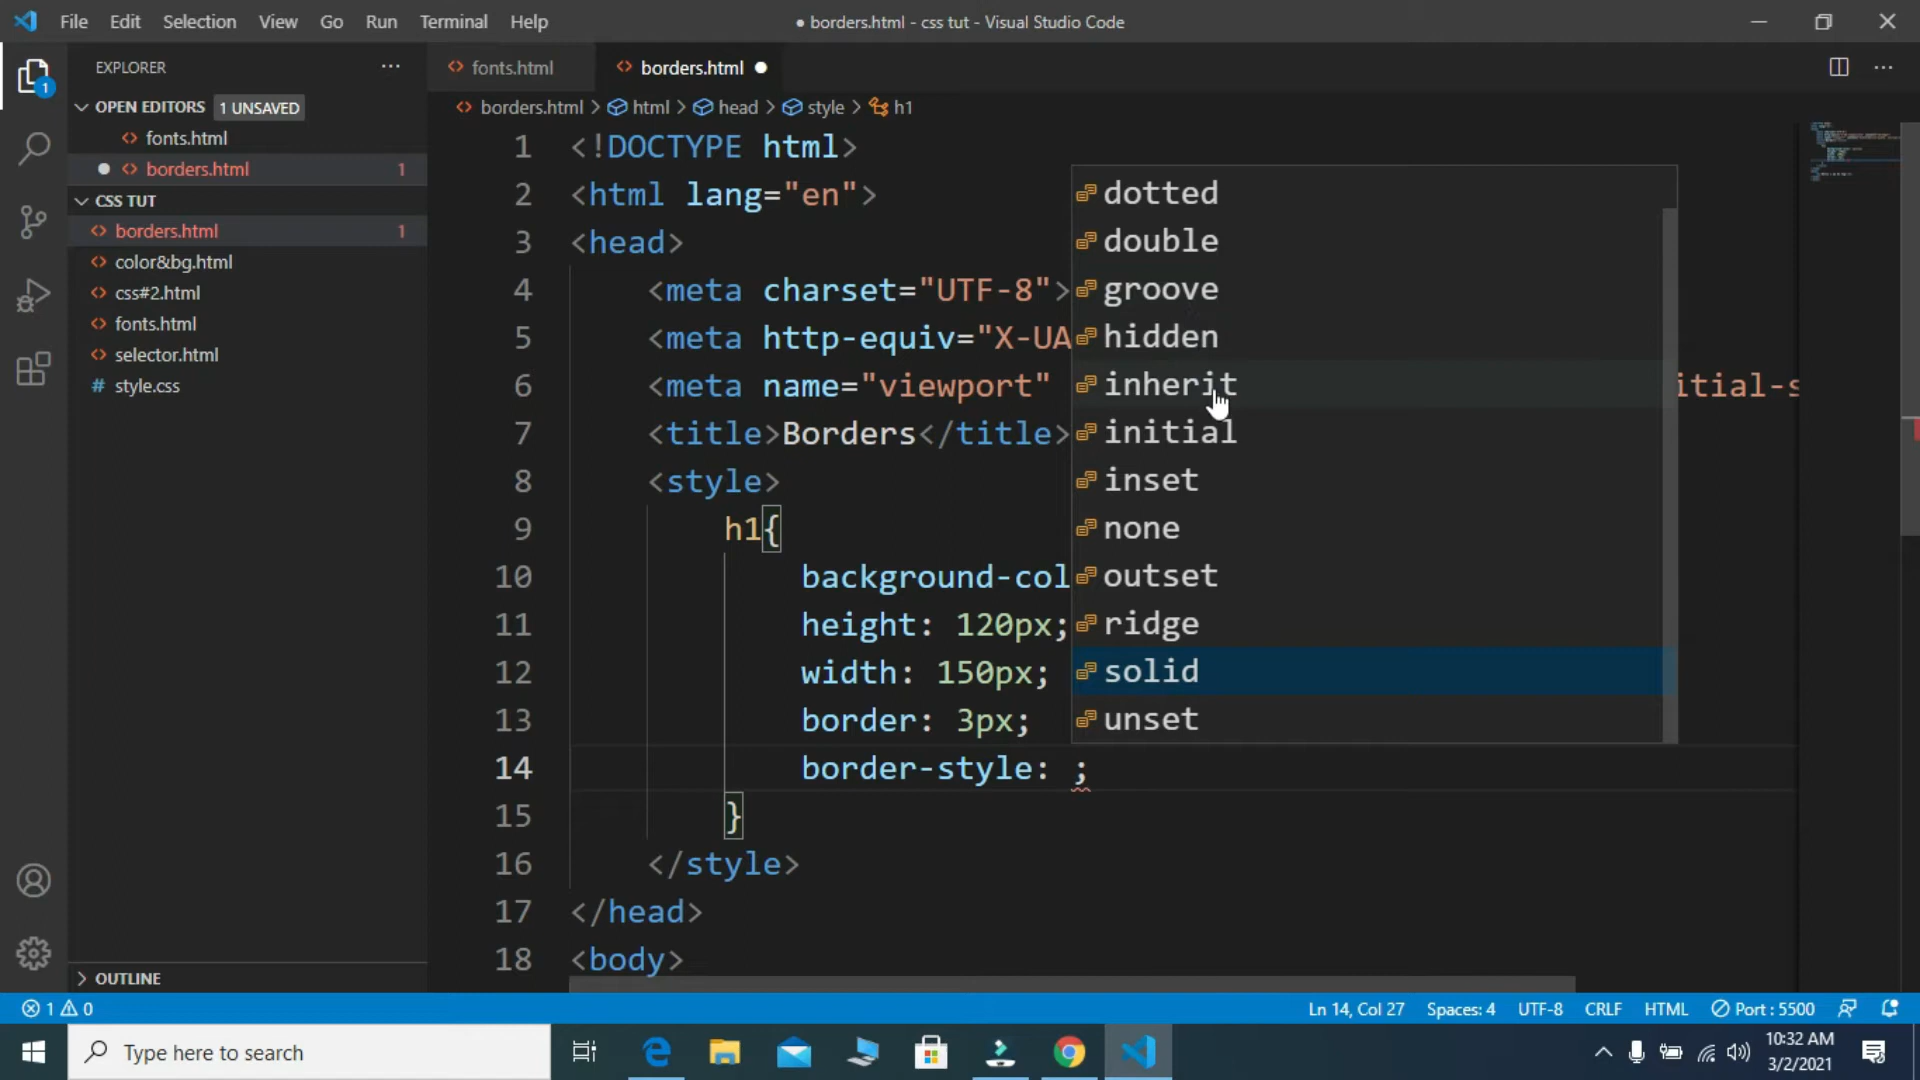 File Edit Selection View Go Run Terminal Help
● borders.html - css tut - Visual Studio Code
EXPLORER
OPEN EDITORS 1 UNSAVED
fonts.html
borders.html 1
CSS TUT
borders.html 1
color&bg.html
css#2.html
fonts.html
selector.html
# style.css
OUTLINE
fonts.html borders.html ●
borders.html > html > head > style > h1
1 <!DOCTYPE html>
2 <html lang="en">
3 <head>
4 <meta charset="UTF-8">
5 <meta http-equiv="X-UA
6 <meta name="viewport" itial-s
7 <title>Borders</title>
8 <style>
9 h1{
10 background-col
11 height: 120px;
12 width: 150px;
13 border: 3px;
14 border-style: ;
15 }
16 </style>
17 </head>
18 <body>
dotted
double
groove
hidden
inherit
initial
inset
none
outset
ridge
solid
unset
1 0
Ln 14, Col 27 Spaces: 4 UTF-8 CRLF HTML Port : 5500
Type here to search
10:32 AM
3/2/2021